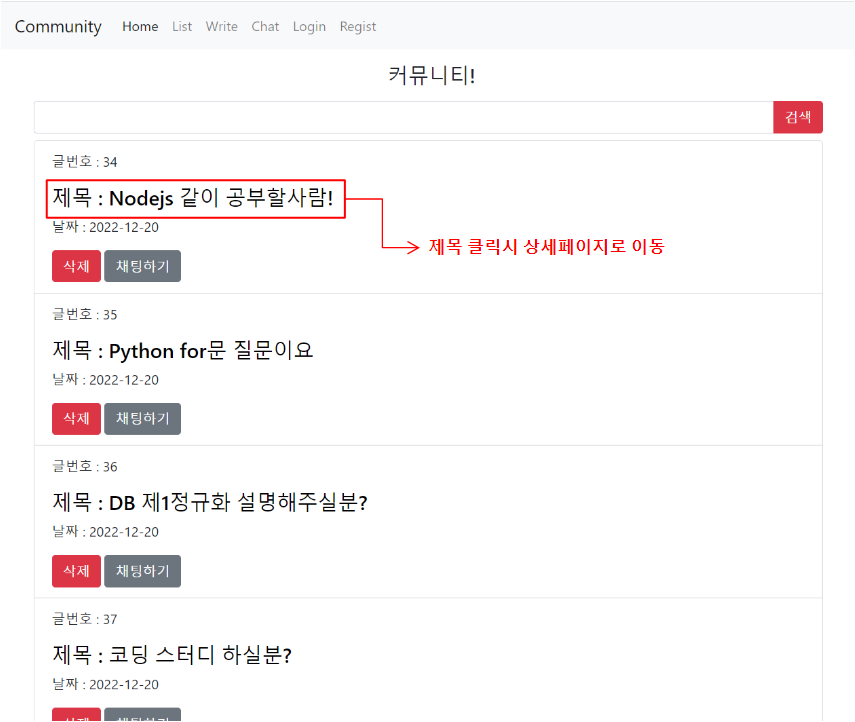 Community Home List Write Chat Login Regist
커뮤니티!
검색
글번호 : 34
제목 : Nodejs 같이 공부할사람!
날짜 : 2022-12-20
제목 클릭시 상세페이지로 이동
삭제 채팅하기
글번호 : 35
제목 : Python for문 질문이요
날짜 : 2022-12-20
삭제 채팅하기
글번호 : 36
제목 : DB 제1정규화 설명해주실분?
날짜 : 2022-12-20
삭제 채팅하기
글번호 : 37
제목 : 코딩 스터디 하실분?
날짜 : 2022-12-20
삭제 채팅하기